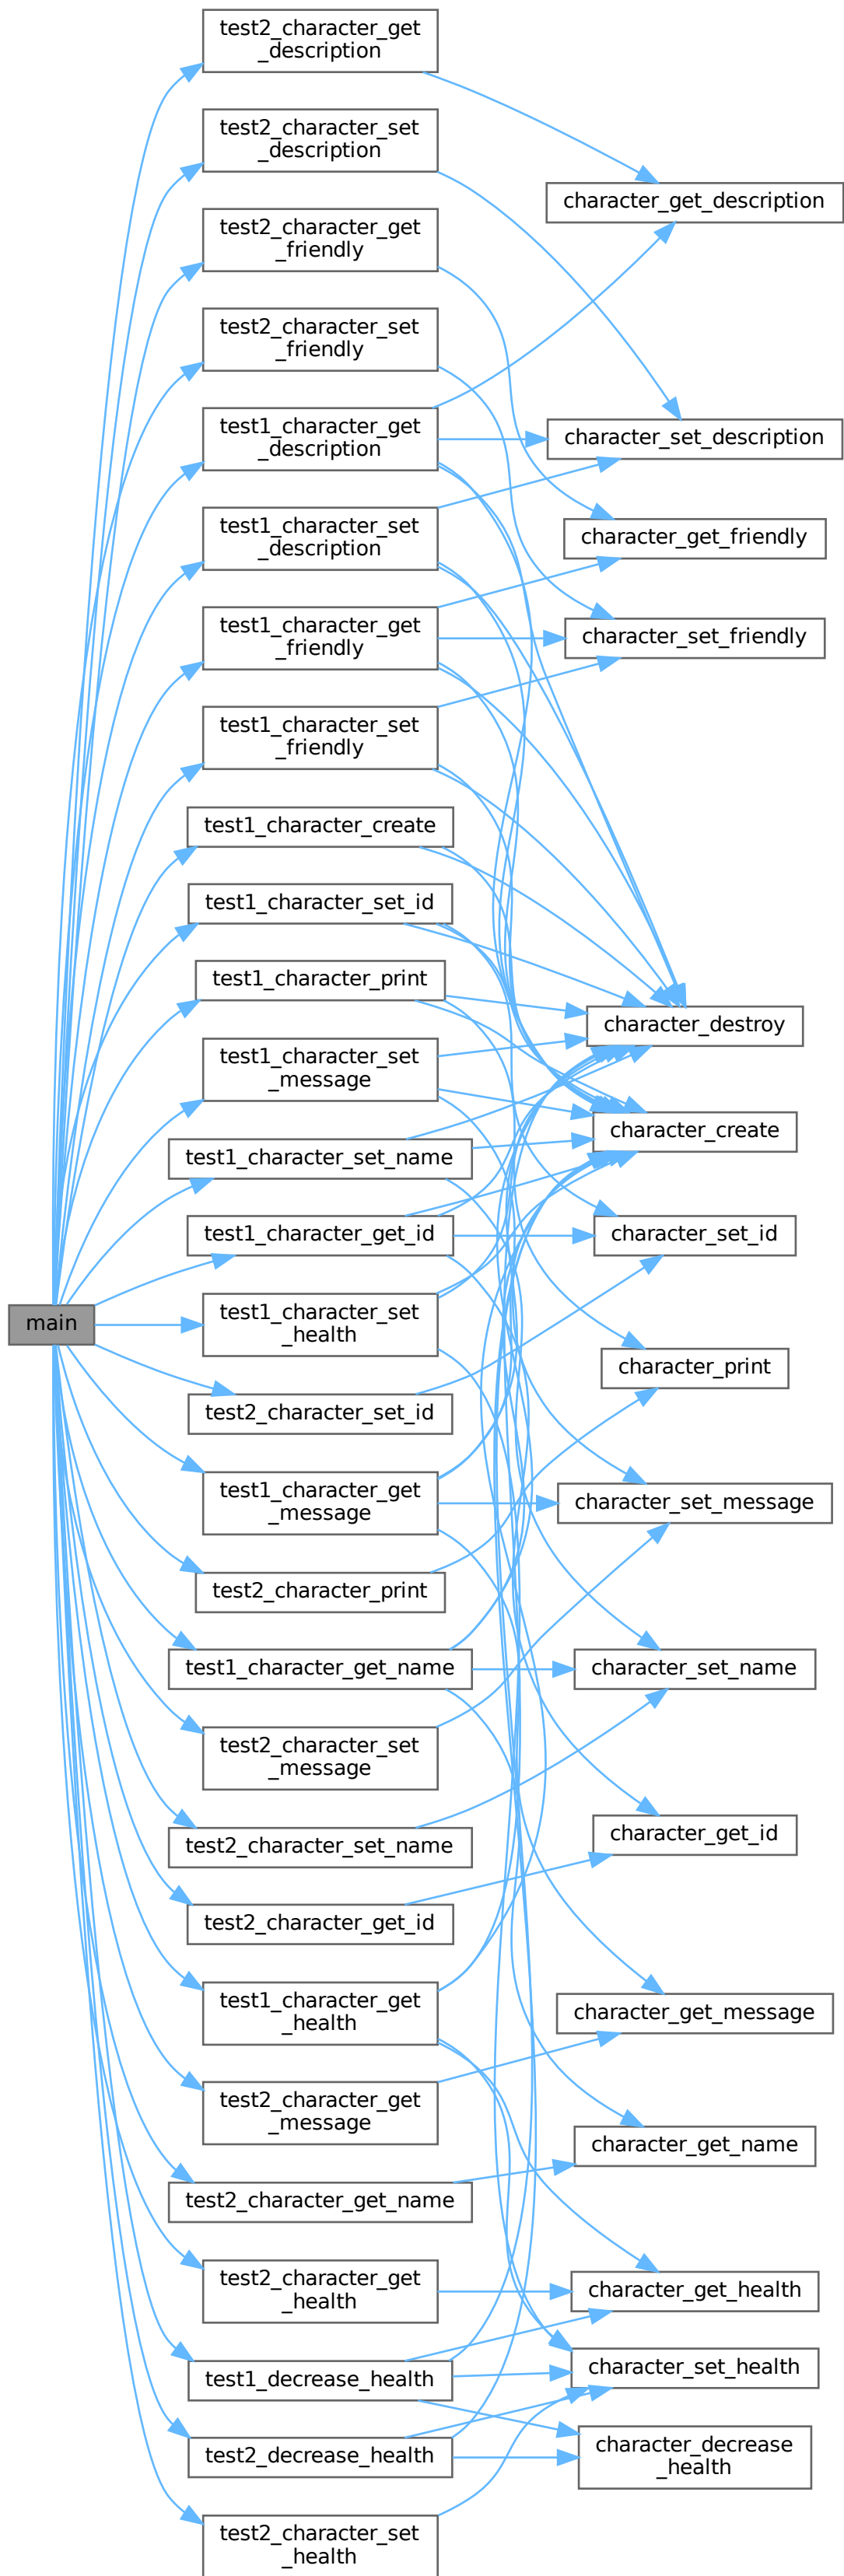 main
test2_character_get
_description
test2_character_set
_description
test2_character_get
_friendly
test2_character_set
_friendly
test1_character_get
_description
test1_character_set
_description
test1_character_get
_friendly
test1_character_set
_friendly
test1_character_create
test1_character_set_id
test1_character_print
test1_character_set
_message
test1_character_set_name
test1_character_get_id
test1_character_set
_health
test2_character_set_id
test1_character_get
_message
test2_character_print
test1_character_get_name
test2_character_set
_message
test2_character_set_name
test2_character_get_id
test1_character_get
_health
test2_character_get
_message
test2_character_get_name
test2_character_get
_health
test1_decrease_health
test2_decrease_health
test2_character_set
_health
character_get_description
character_set_description
character_get_friendly
character_set_friendly
character_destroy
character_create
character_set_id
character_print
character_set_message
character_set_name
character_get_id
character_get_message
character_get_name
character_get_health
character_set_health
character_decrease
_health